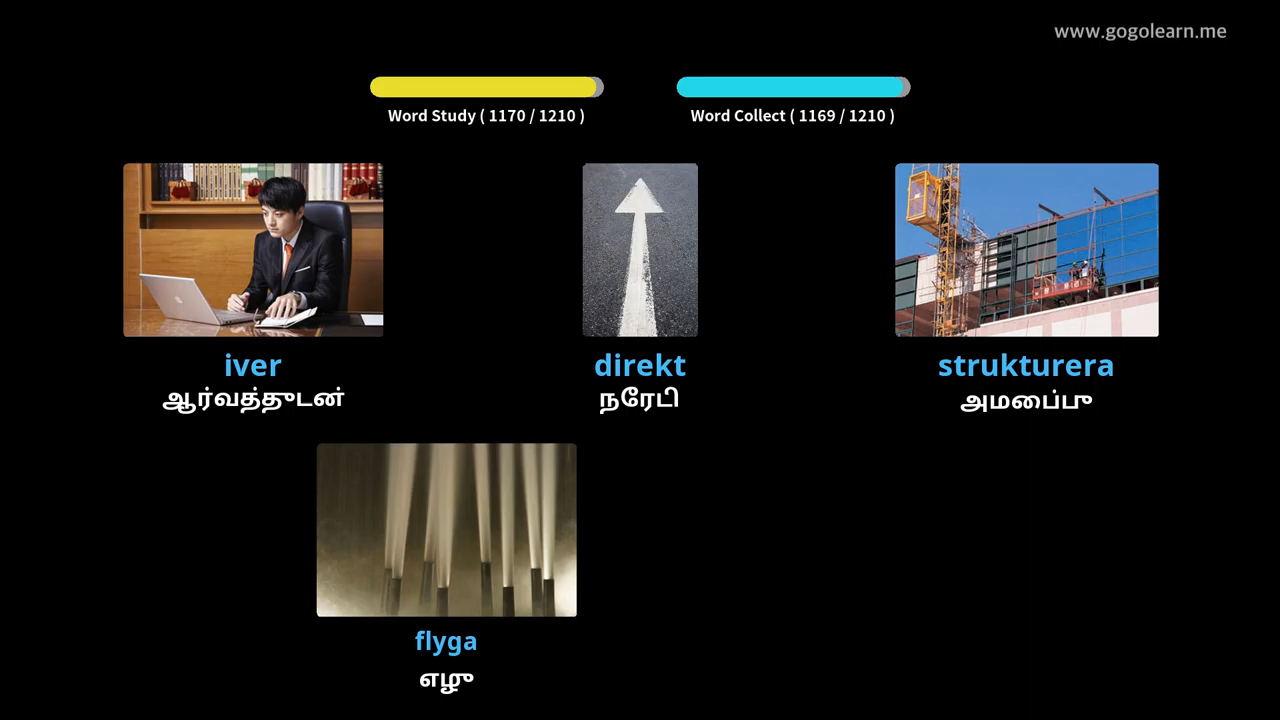 www.gogolearn.me
Word Study ( 1170 / 1210 )
Word Collect ( 1169 / 1210 )
iver
ஆர்வத்துடன்
direkt
நரேடி
strukturera
அமபை்பு
flyga
எழு